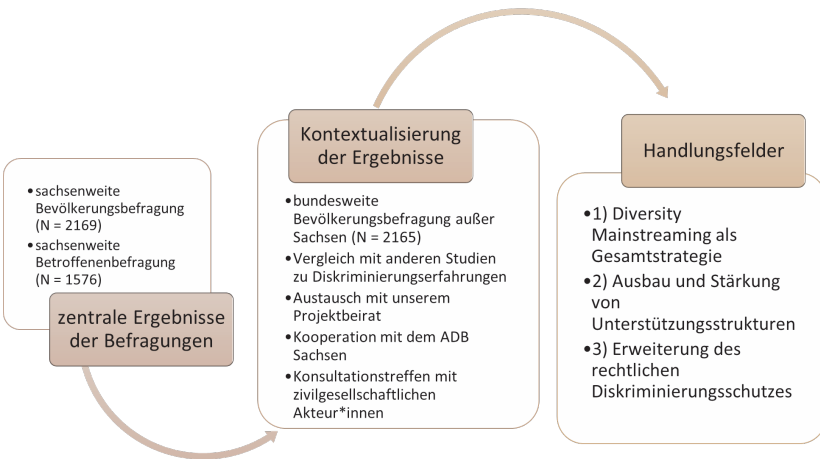 •sachsenweite
Bevölkerungsbefragung
(N = 2169)
•sachsenweite
Betroffenenbefragung
(N = 1576)
zentrale Ergebnisse
der Befragungen
Kontextualisierung
der Ergebnisse
•bundesweite
Bevölkerungsbefragung außer
Sachsen (N = 2165)
•Vergleich mit anderen Studien
zu Diskriminierungserfahrungen
•Austausch mit unserem
Projektbeirat
•Kooperation mit dem ADB
Sachsen
•Konsultationstreffen mit
zivilgesellschaftlichen
Akteur*innen
Handlungsfelder
•1) Diversity
Mainstreaming als
Gesamtstrategie
•2) Ausbau und Stärkung
von
Unterstützungsstrukturen
•3) Erweiterung des
rechtlichen
Diskriminierungsschutzes